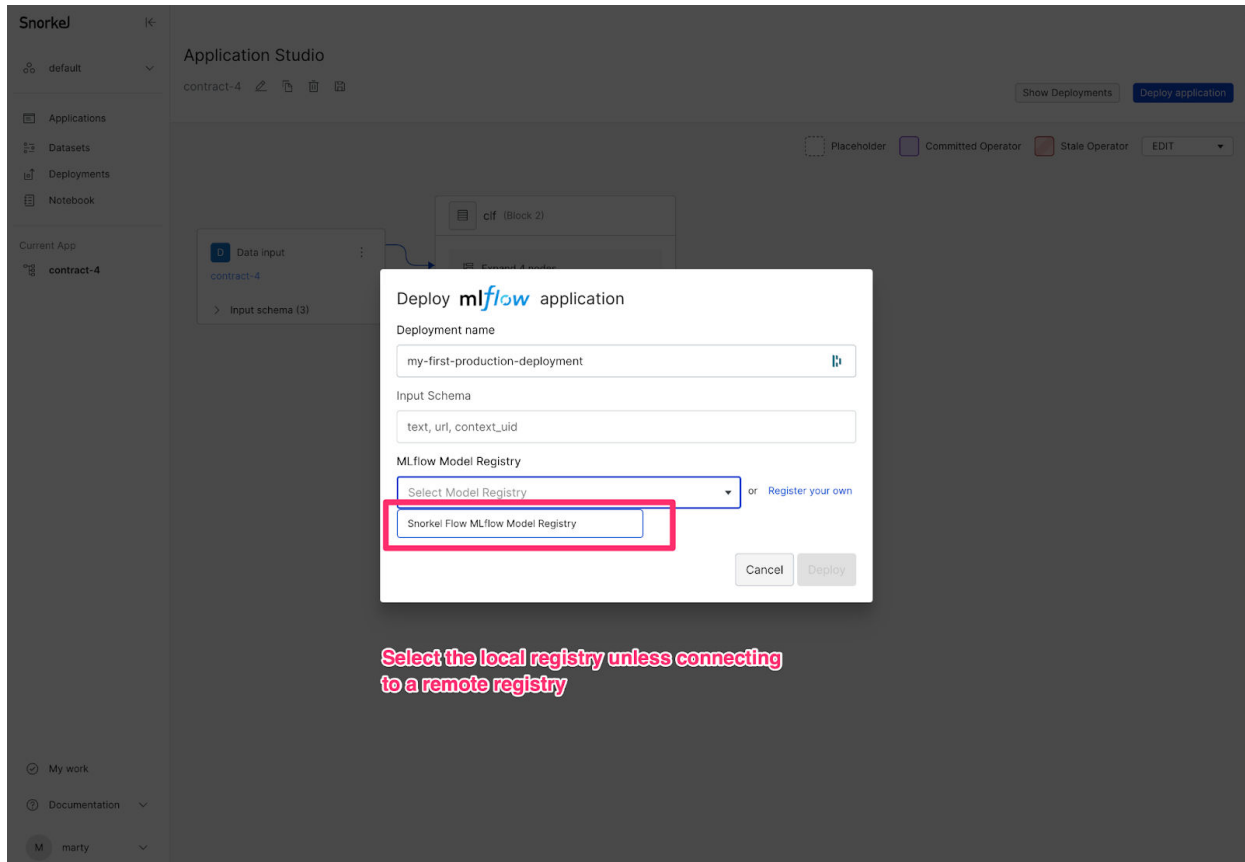 Snorkel
default
Applications
Datasets
Deployments
Notebook
Current App
contract-4
My work
Documentation
M marty
Application Studio
contract-4
Show Deployments Deploy application
Placeholder Committed Operator Stale Operator EDIT
clf (Block 2)
Expand 4 nodes
D Data input
contract-4
Input schema (3)
Deploy mlflow application
Deployment name
my-first-production-deployment
Input Schema
text, url, context_uid
MLflow Model Registry
Select Model Registry or Register your own
Snorkel Flow MLflow Model Registry
Cancel Deploy
Select the local registry unless connecting
to a remote registry